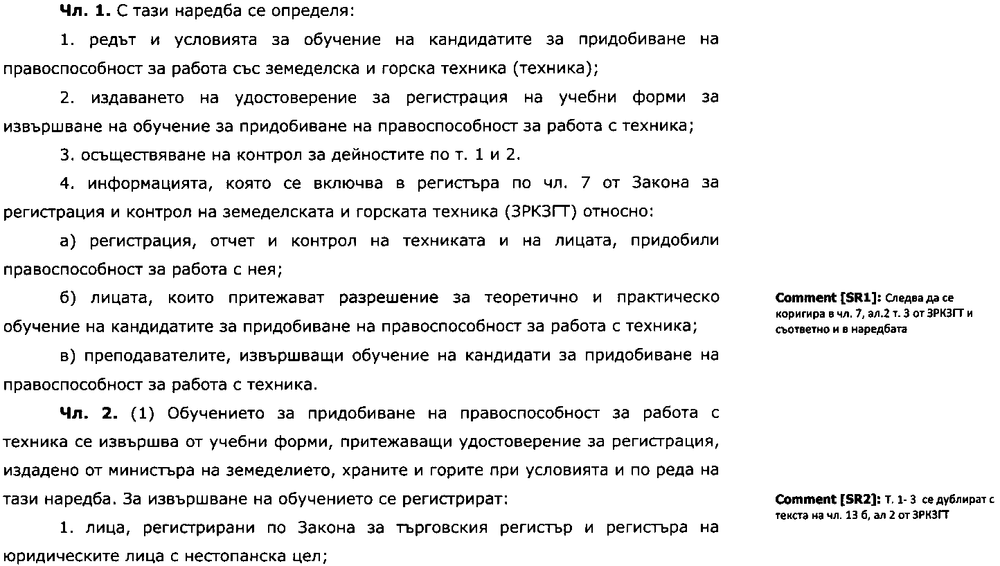 Чл. 1. С тази наредба се определя:
1. редът и условията за обучение на кандидатите за придобиване на
правоспособност за работа със земеделска и горска техника (техника);
2. издаването на удостоверение за регистрация на учебни форми за
извършване на обучение за придобиване на правоспособност за работа с техника;
3. осъществяване на контрол за дейностите по т. 1 и 2.
4. информацията, която се включва в регистъра по чл. 7 от Закона за
регистрация и контрол на земеделската и горската техника (ЗРКЗГТ) относно:
а) регистрация, отчет и контрол на техниката и на лицата, придобили
правоспособност за работа с нея;
б) лицата, които притежават разрешение за теоретично и практическо
обучение на кандидатите за придобиване на правоспособност за работа с техника;
в) преподавателите, извършващи обучение на кандидати за придобиване на
правоспособност за работа с техника.
Чл. 2. (1) Обучението за придобиване на правоспособност за работа с
техника се извършва от учебни форми, притежаващи удостоверение за регистрация,
издадено от министъра на земеделието, храните и горите при условията и по реда на
тази наредба. За извършване на обучението се регистрират:
1. лица, регистрирани по Закона за търговския регистър и регистъра на
юридическите лица с нестопанска цел;
Comment [SR1]: Следва да се
коригира в чл. 7, ал.2 т. 3 от ЗРКЗГТ и
съответно и в наредбата
Comment [SR2]: Т. 1- 3 се дублират с
текста на чл. 13 б, ал 2 от ЗРКЗГТ